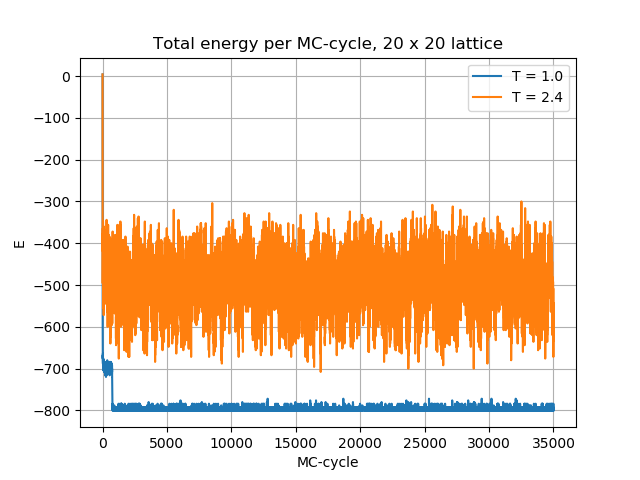 Total energy per MC-cycle, 20 x 20 lattice
T = 1.0
T = 2.4
0
−100
−200
−300
−400
−500
−600
−700
−800
E
0 5000 10000 15000 20000 25000 30000 35000
MC-cycle